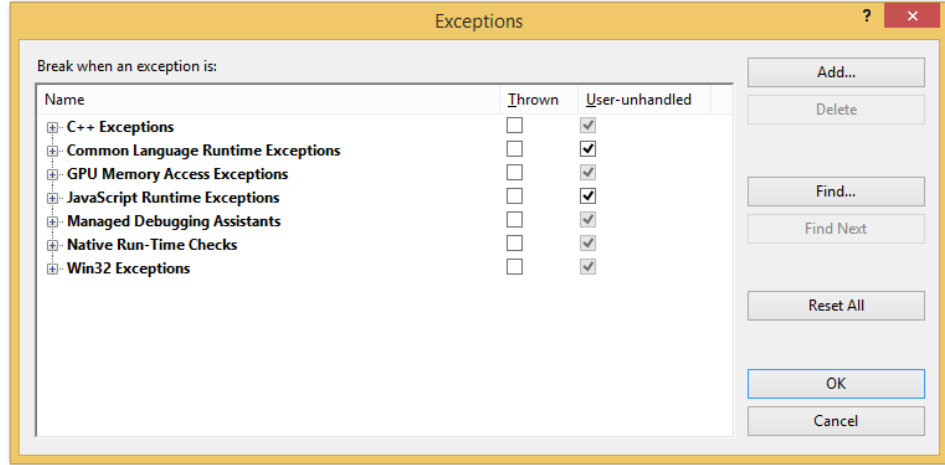 Exceptions
?
Break when an exception is:
Name Thrown User-unhandled
C++ Exceptions
Common Language Runtime Exceptions
GPU Memory Access Exceptions
JavaScript Runtime Exceptions
Managed Debugging Assistants
Native Run-Time Checks
Win32 Exceptions
Add...
Delete
Find...
Find Next
Reset All
OK
Cancel